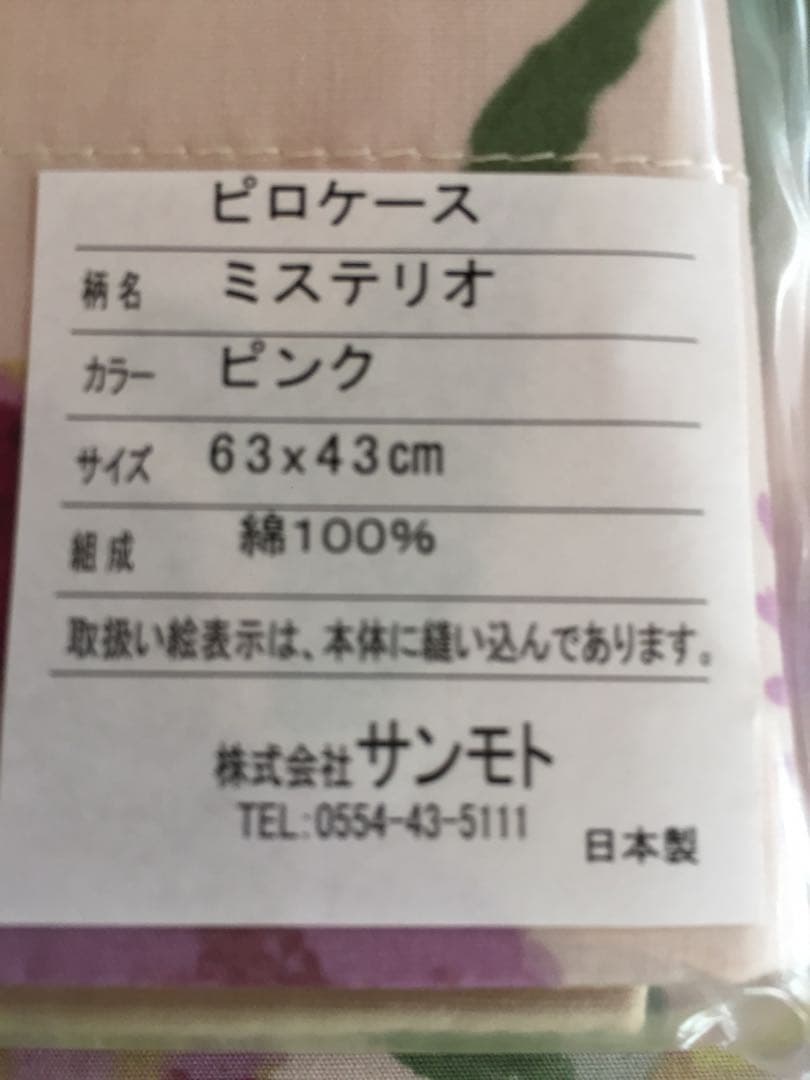 ピロケース
柄名 ミステリオ
カラー ピンク
サイズ 63x43cm
組成 綿100%
取扱い絵表示は、本体に縫い込んであります。
株式会社サンモト
TEL:0554-43-5111
日本製